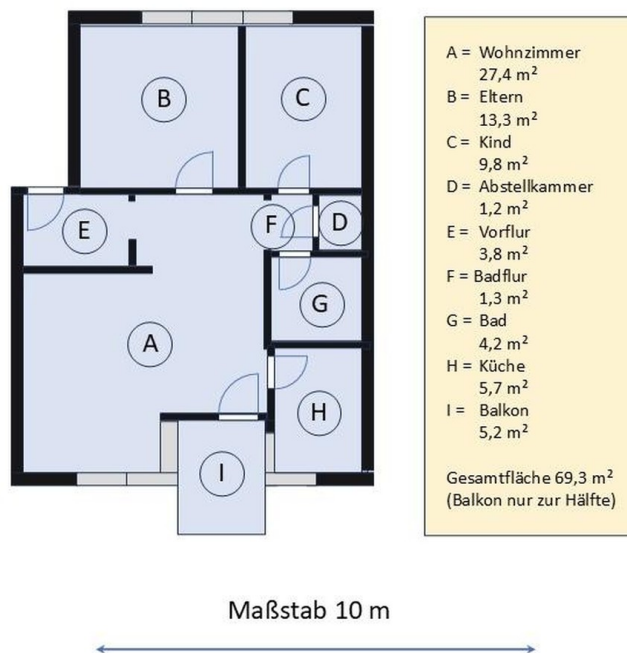 B
C
E
F
D
G
A
H
I
A = Wohnzimmer
27,4 m²
B = Eltern
13,3 m²
C = Kind
9,8 m²
D = Abstellkammer
1,2 m²
E = Vorflur
3,8 m²
F = Badflur
1,3 m²
G = Bad
4,2 m²
H = Küche
5,7 m²
I = Balkon
5,2 m²
Gesamtfläche 69,3 m²
(Balkon nur zur Hälfte)
Maßstab 10 m